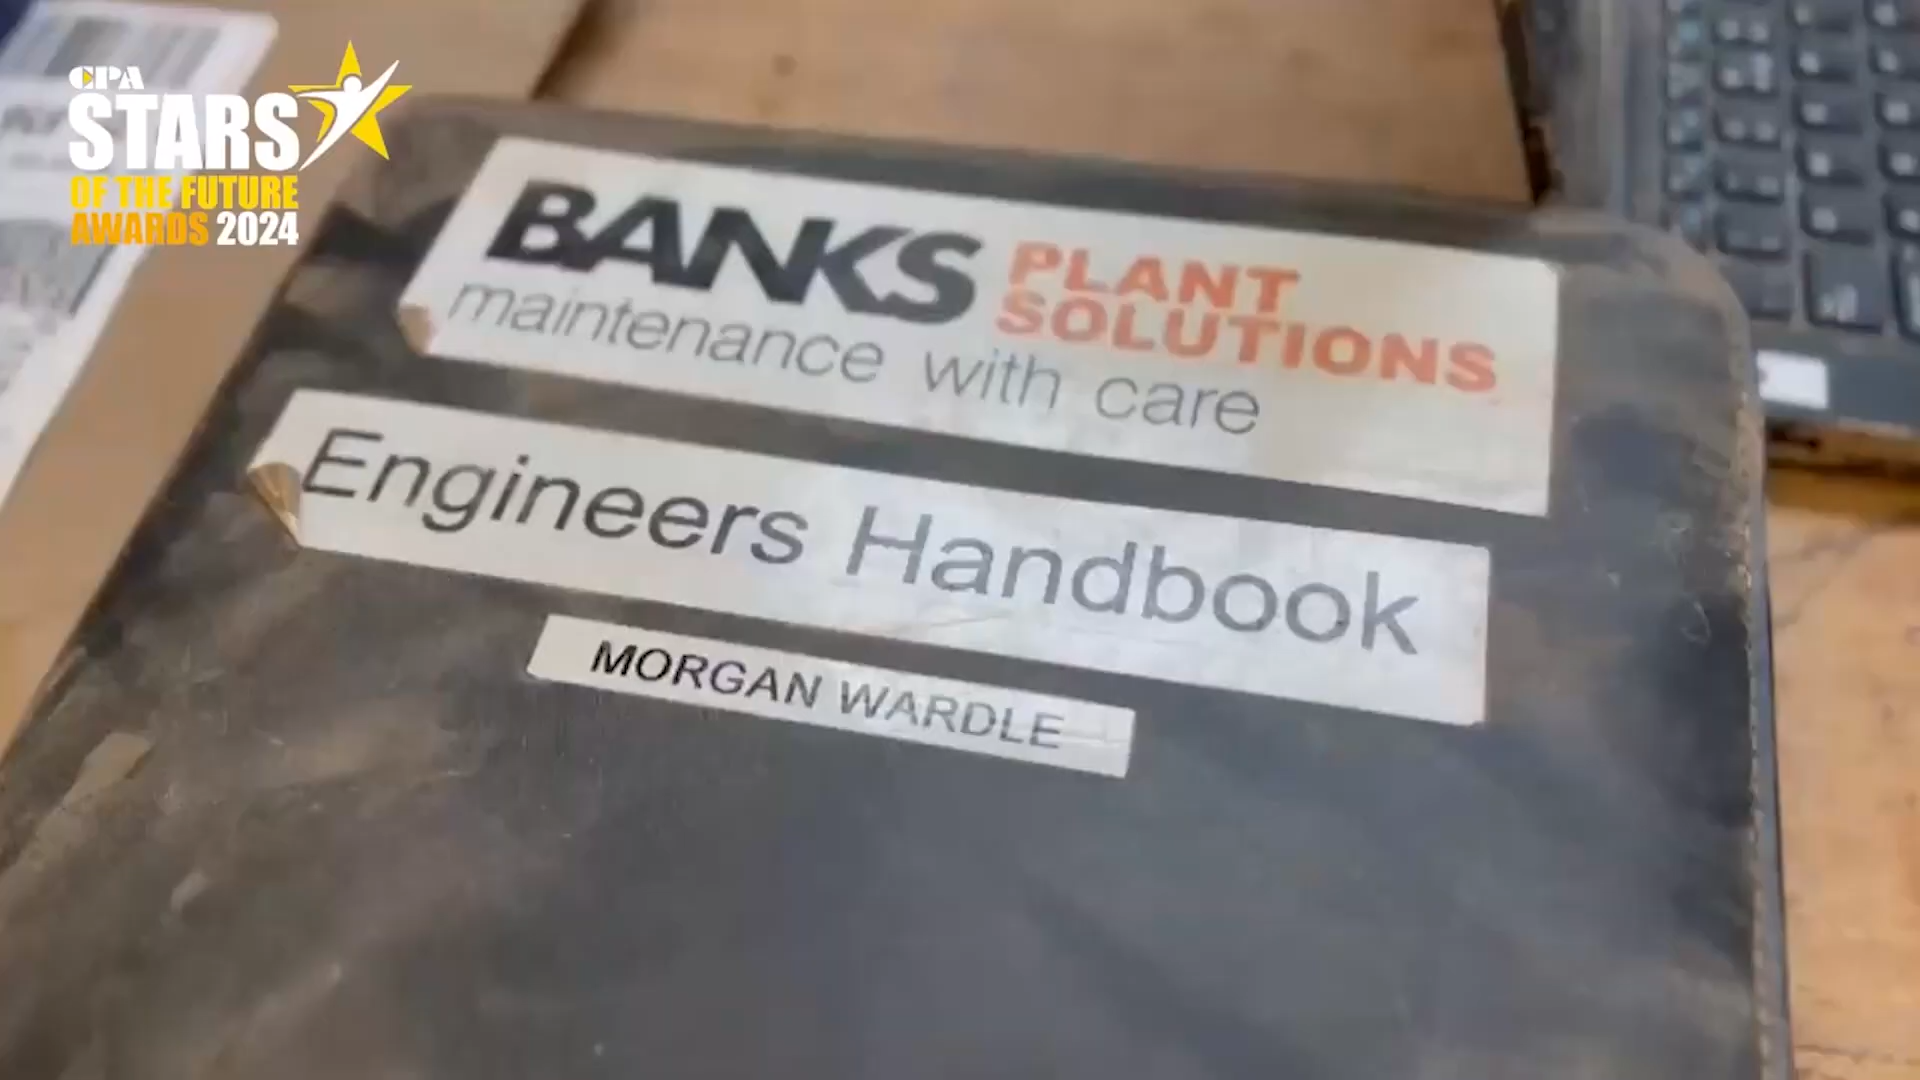 CPA
STARS
OF THE FUTURE
AWARDS 2024
BANKS PLANT
SOLUTIONS
maintenance with care
Engineers Handbook
MORGAN WARDLE